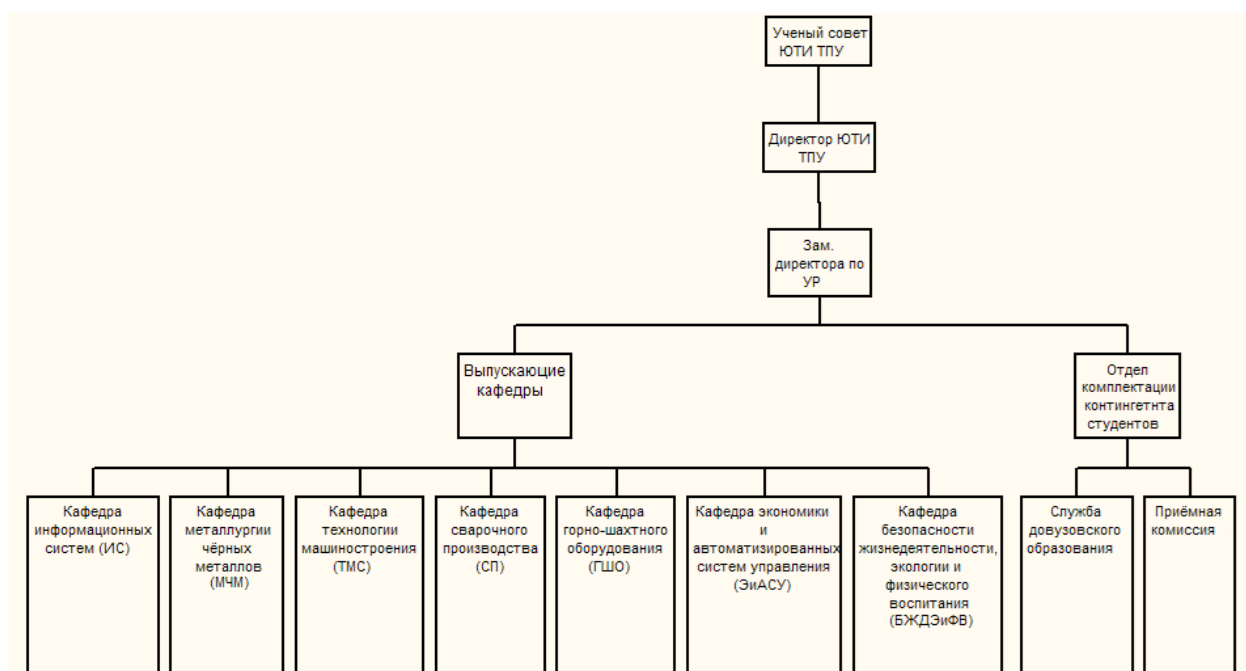 Ученый совет
ЮТИ ТПУ
Директор ЮТИ
ТПУ
Зам.
директора по
УР
Выпускающие
кафедры
Отдел
комплектации
контингетнта
студентов
Кафедра
информационных
систем (ИС)
Кафедра
металлургии
чёрных
металлов
(МЧМ)
Кафедра
технологии
машиностроения
(ТМС)
Кафедра
сварочного
производства
(СП)
Кафедра
горно-шахтного
оборудования
(ГШО)
Кафедра экономики
и
автоматизированных
систем управления
(ЭиАСУ)
Кафедра
безопасности
жизнедеятельности,
экологии и
физического
воспитания
(БЖДЭиФВ)
Служба
довузовского
образования
Приёмная
комиссия